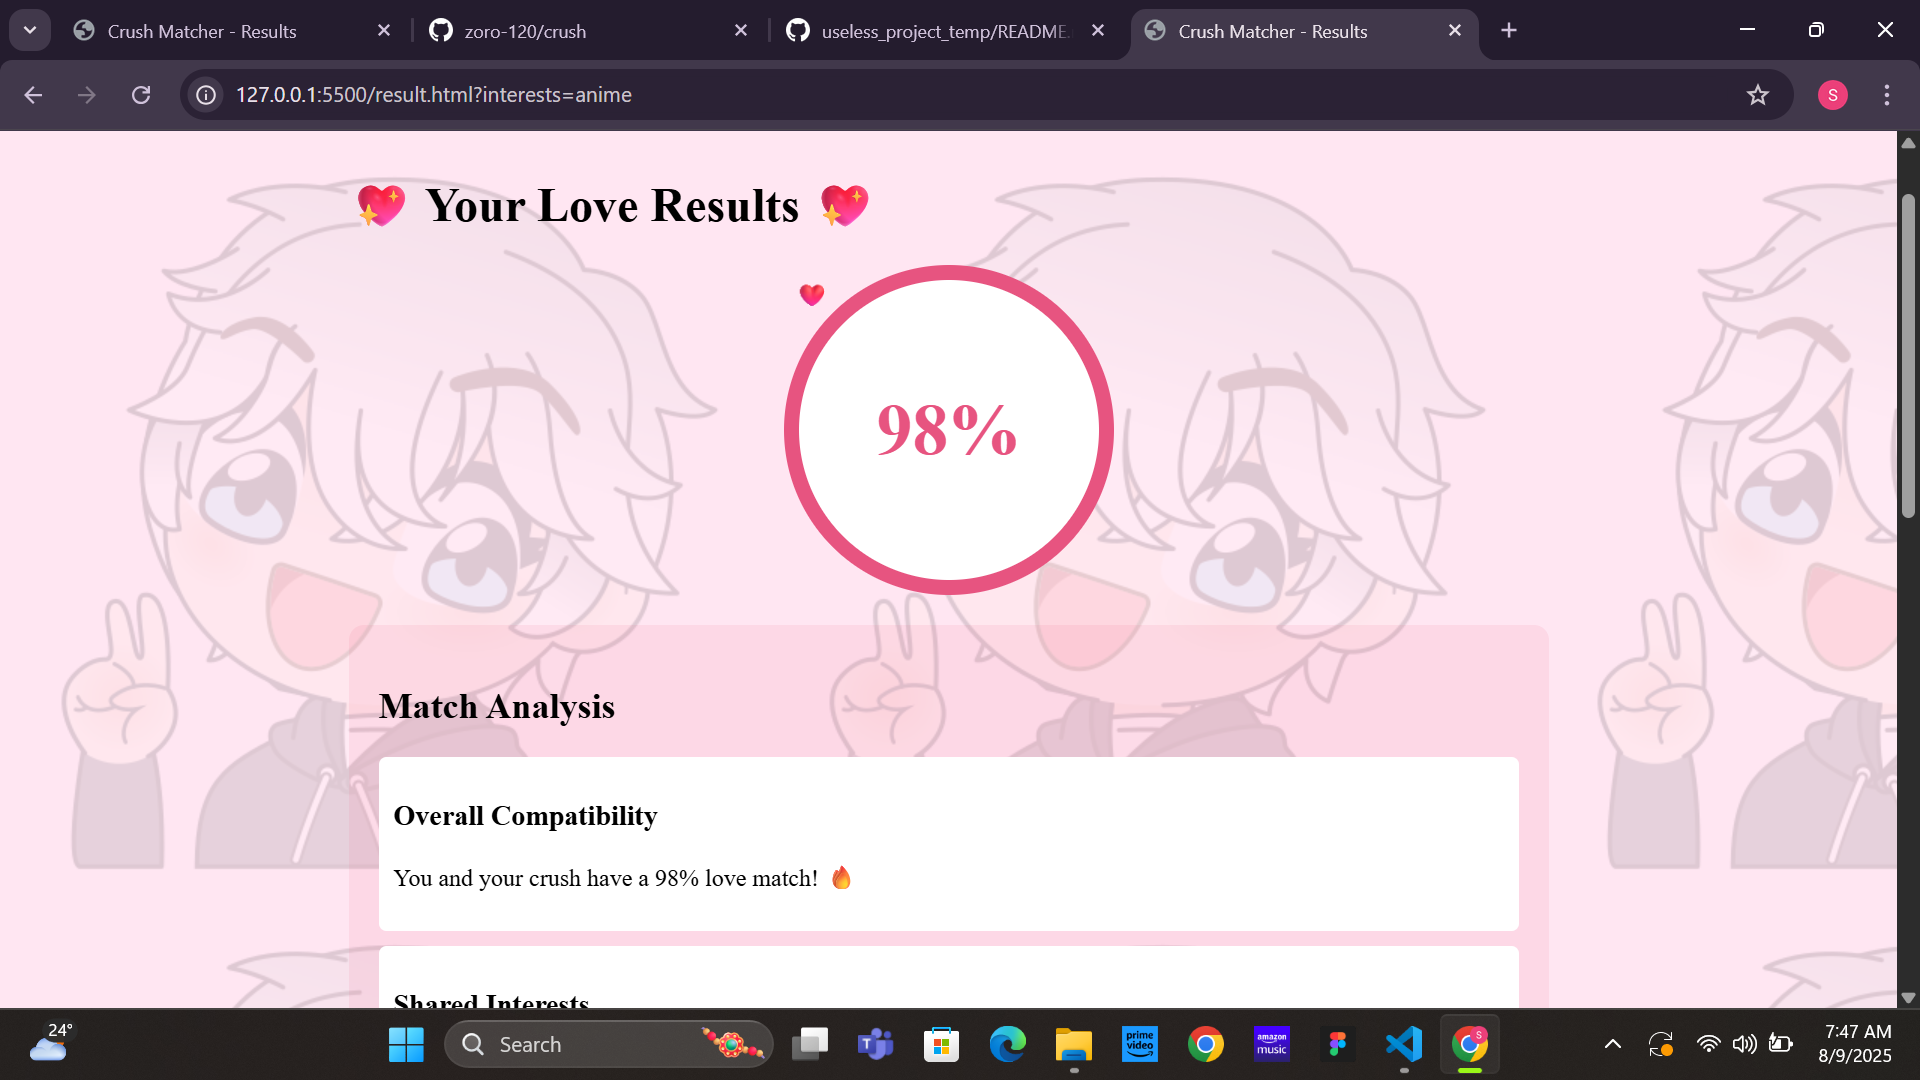 Crush Matcher - Results
zoro-120/crush
useless_project_temp/README.
Crush Matcher - Results
127.0.0.1:5500/result.html?interests=anime
S
💖 Your Love Results 💖
98%
Match Analysis
Overall Compatibility
You and your crush have a 98% love match! 🔥
Shared Interests
24°
Search
T
prime video
amazon music
S
7:47 AM
8/9/2025